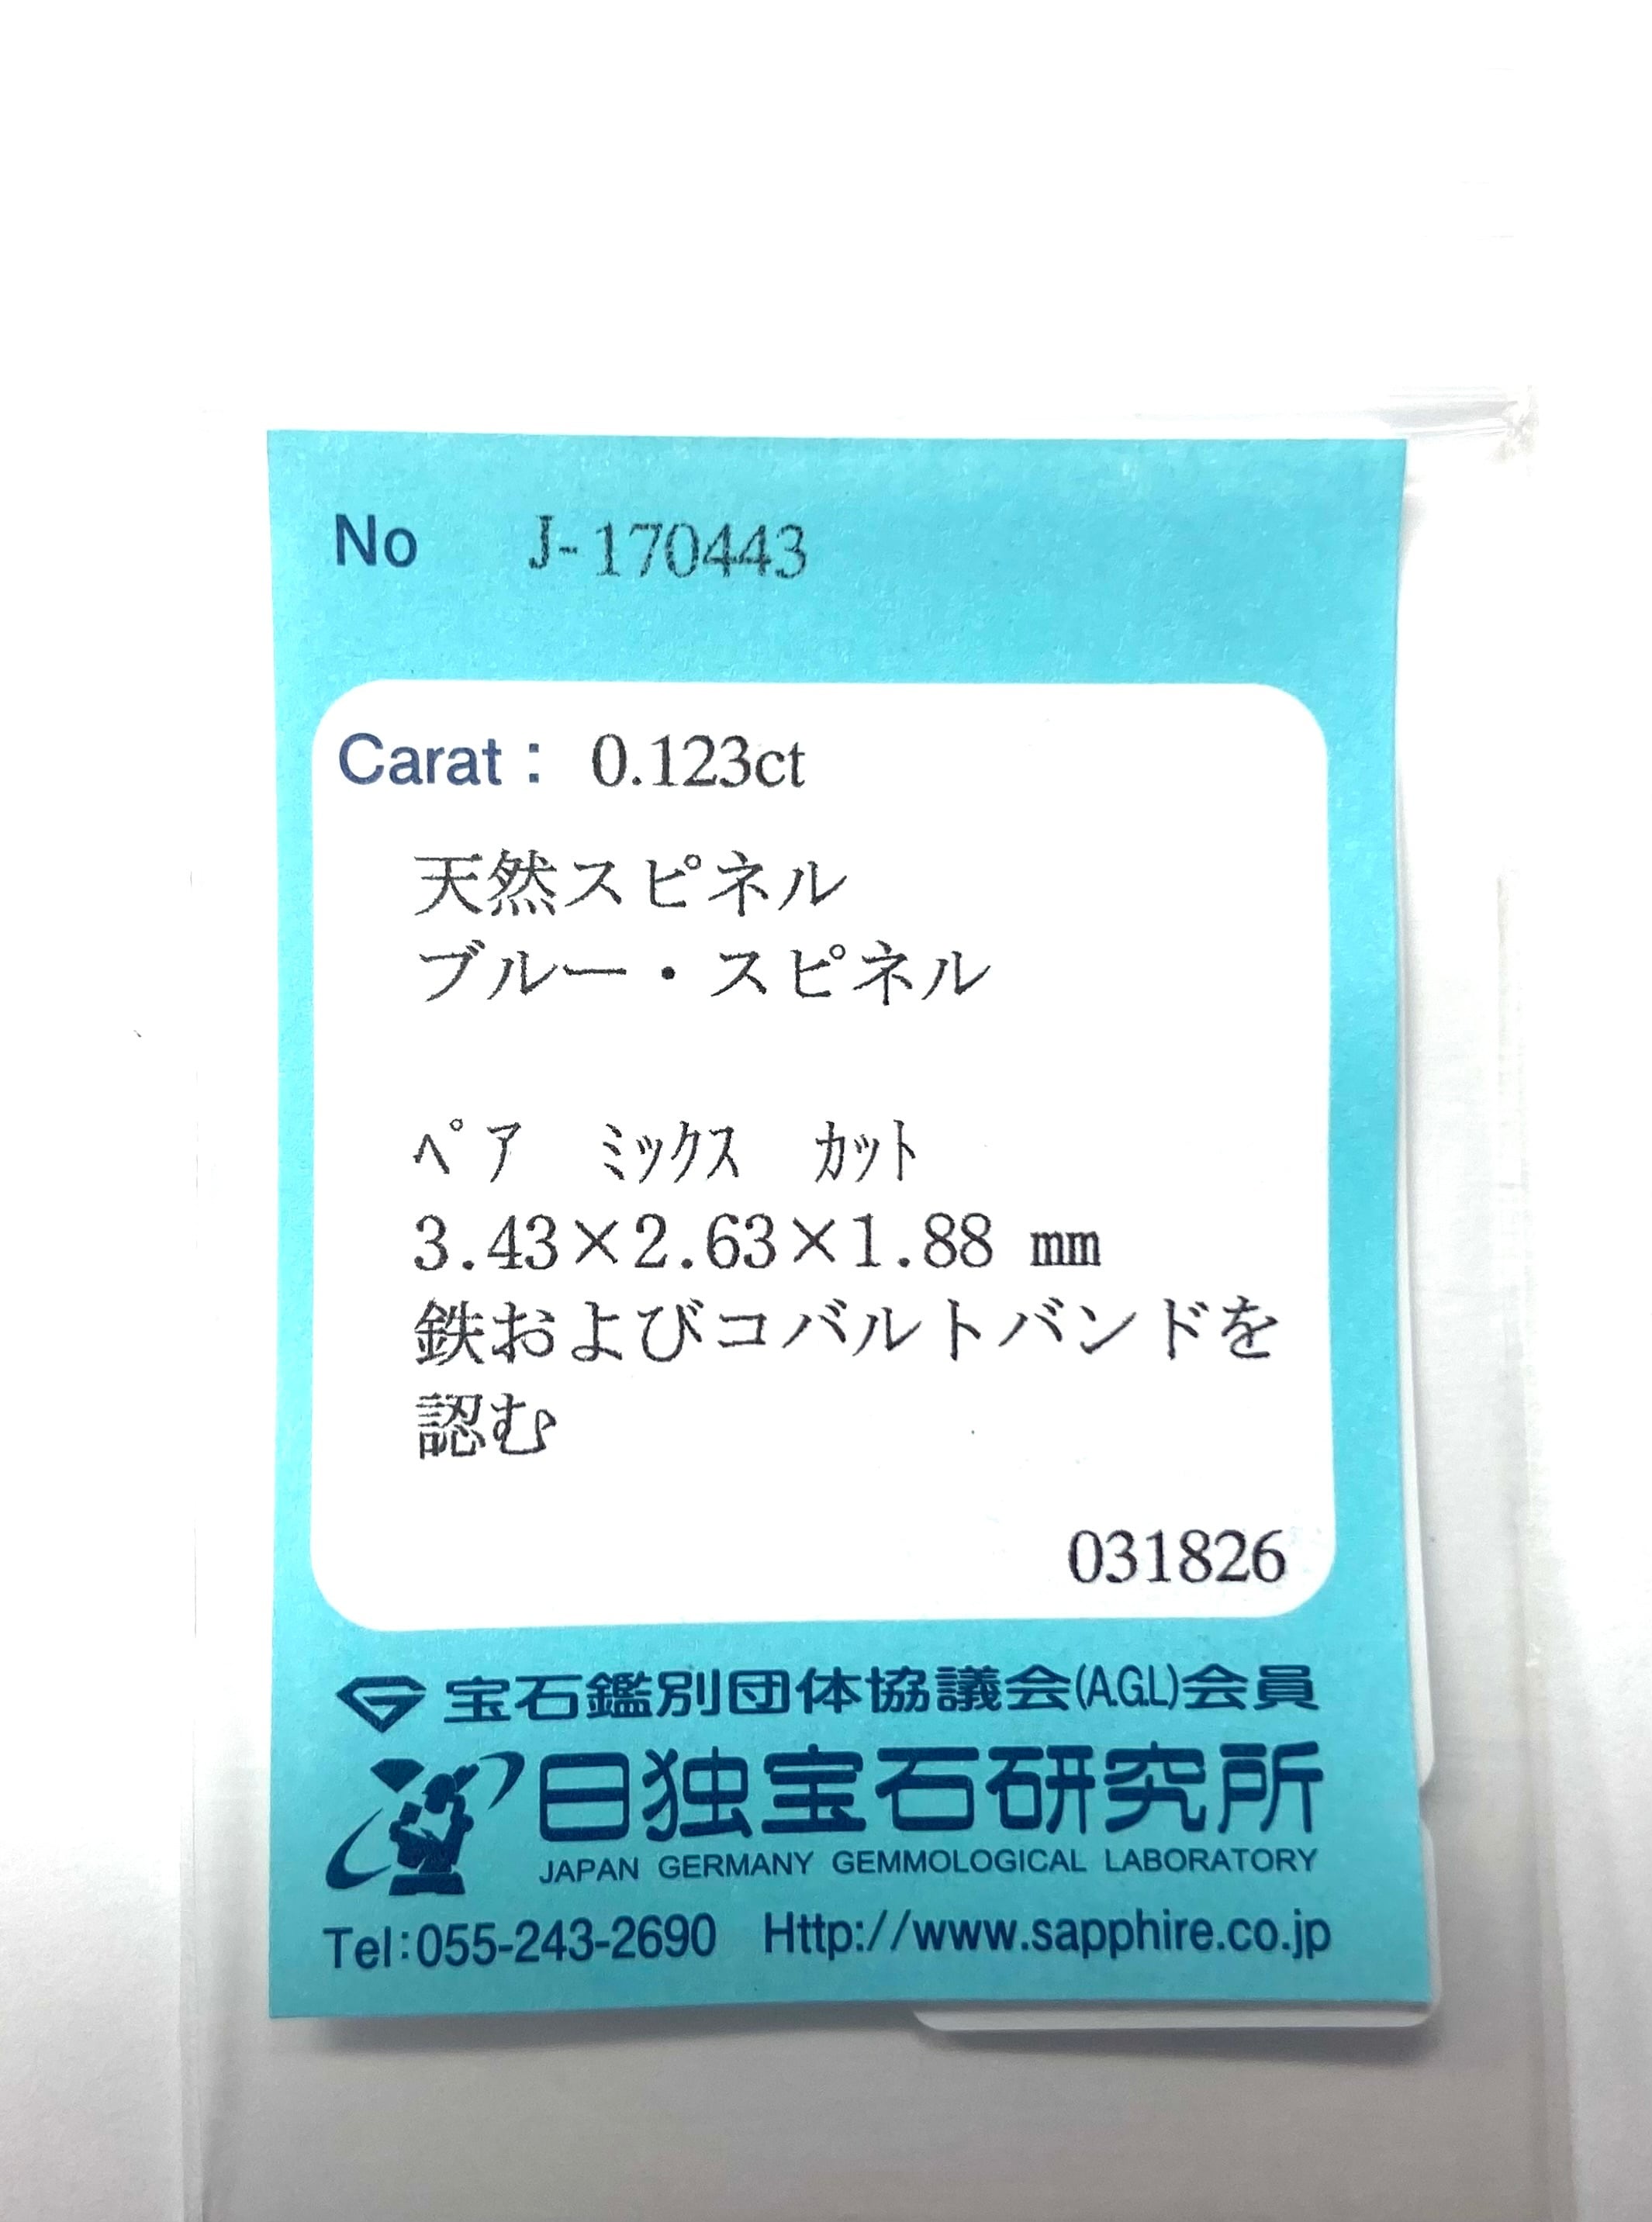 No J-170443
Carat： 0.123ct
天然スピネル
ブルー・スピネル
ﾍﾟｱ ﾐｯｸｽ ｶｯﾄ
3.43×2.63×1.88 mm
鉄およびコバルトバンドを
認む
031826
宝石鑑別団体協議会(A.G.L)会員
日独宝石研究所
JAPAN GERMANY GEMMOLOGICAL LABORATORY
Tel:055-243-2690 Http://www.sapphire.co.jp